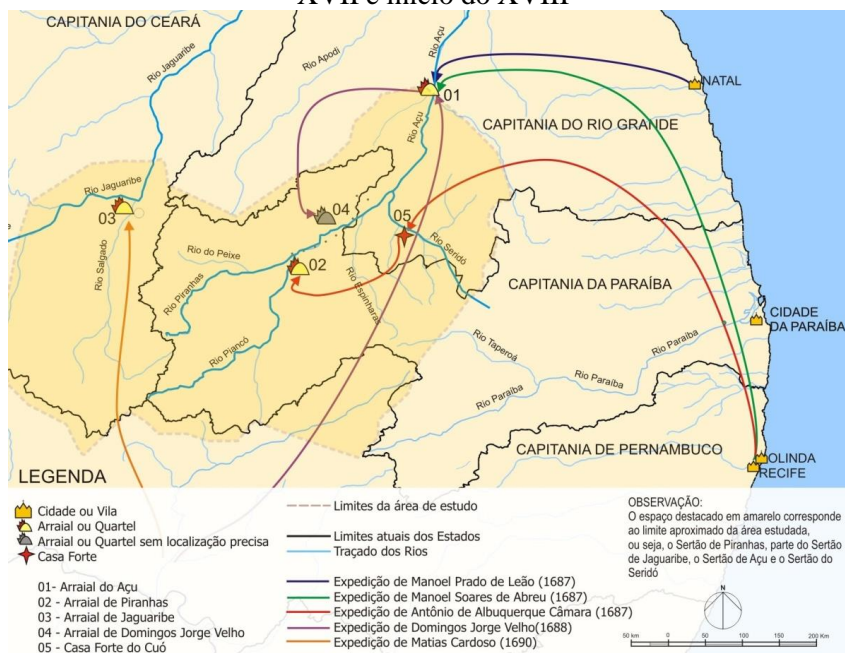 XVII e início do XVIII
CAPITANIA DO CEARÁ
Rio Jaguaribe
Rio Apodi
Rio Açu
01
NATAL
CAPITANIA DO RIO GRANDE
Rio Açu
Rio Jaguaribe
03
04
05
Rio Salgado
Rio do Peixe
02
Rio Seridó
Rio Piranhas
Rio Espinharas
CAPITANIA DA PARAÍBA
CIDADE
DA PARAÍBA
Rio Piancó
Rio Taperoá
Rio Paraíba
Rio Paraíba
Rio Paraíba
CAPITANIA DE PERNAMBUCO
OLINDA
RECIFE
LEGENDA
Cidade ou Vila
Arraial ou Quartel
Arraial ou Quartel sem localização precisa
Casa Forte
01- Arraial do Açu
02 - Arraial de Piranhas
03 - Arraial de Jaguaribe
04 - Arraial de Domingos Jorge Velho
05 - Casa Forte do Cuó
Limites da área de estudo
Limites atuais dos Estados
Traçado dos Rios
Expedição de Manoel Prado de Leão (1687)
Expedição de Manoel Soares de Abreu (1687)
Expedição de Antônio de Albuquerque Câmara (1687)
Expedição de Domingos Jorge Velho(1688)
Expedição de Matias Cardoso (1690)
OBSERVAÇÃO:
O espaço destacado em amarelo corresponde
ao limite aproximado da área estudada,
ou seja, o Sertão de Piranhas, parte do Sertão
de Jaguaribe, o Sertão de Açu e o Sertão do
Seridó
N
50 km 0 50 100 150 200 Km